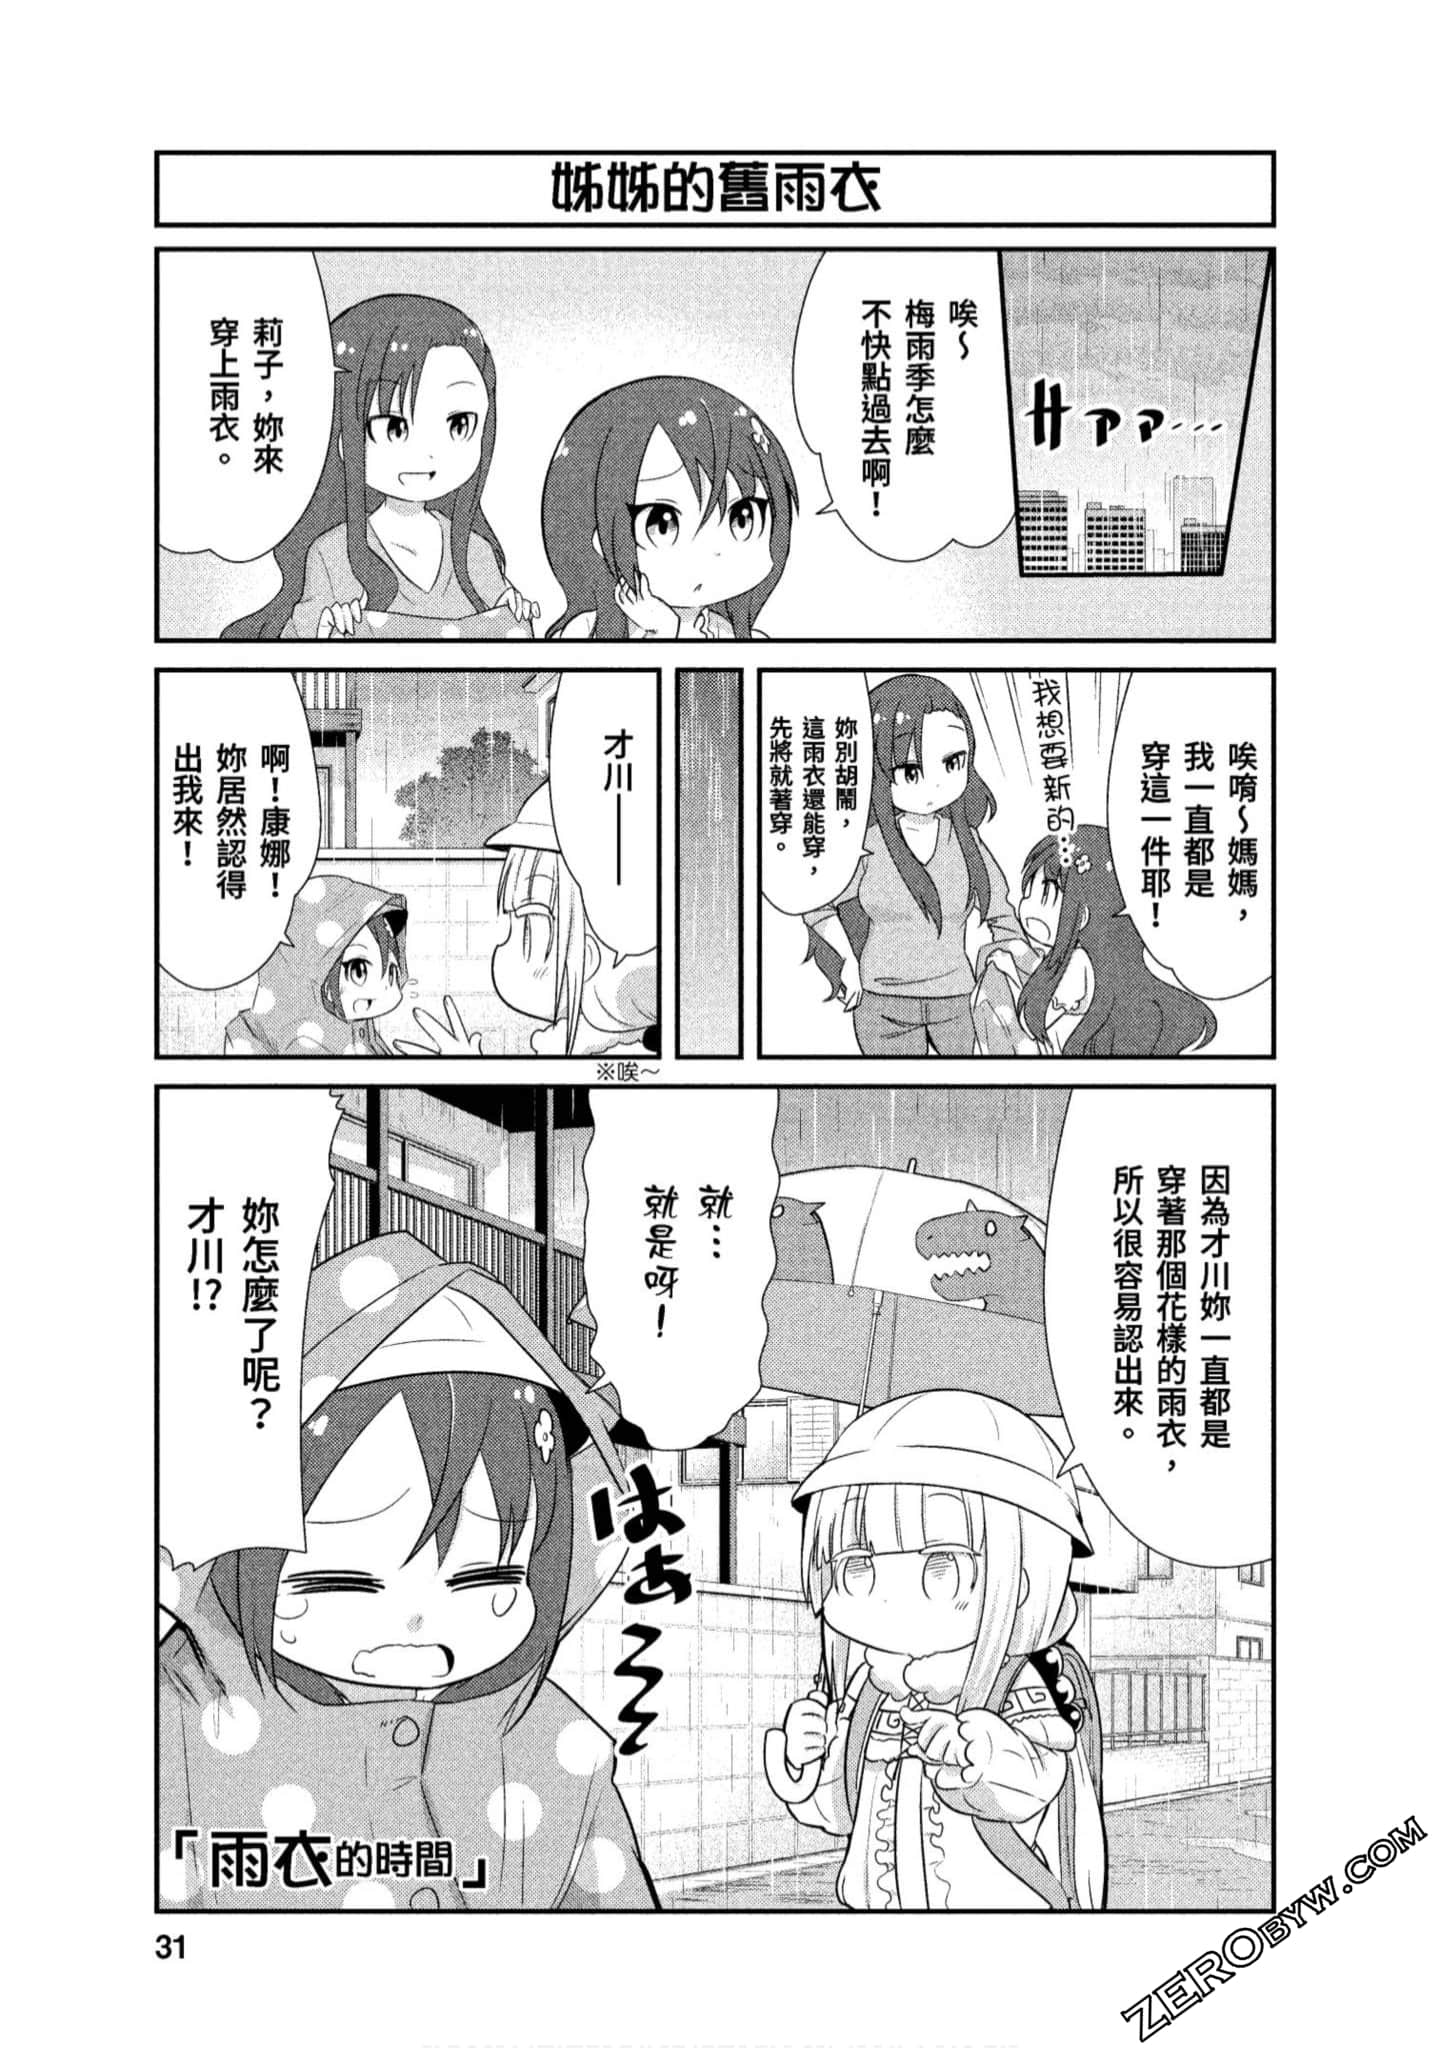 姊姊的舊雨衣
唉～
梅雨季怎麼
不快點過去啊！
ザアアア…
莉子，妳來
穿上雨衣。
唉唷～媽媽，
我一直都是
穿這一件耶！
我想要新的…
妳別胡鬧，
這雨衣還能穿，
先將就著穿。
才川——
啊！康娜！
妳居然認得
出我來！
※唉～
因為才川妳一直都是
穿著那個花樣的雨衣，
所以很容易認出來。
就…
就是呀！
はあ～～
妳怎麼了呢？
才川!?
「雨衣的時間」
31
ZEROBYW.COM